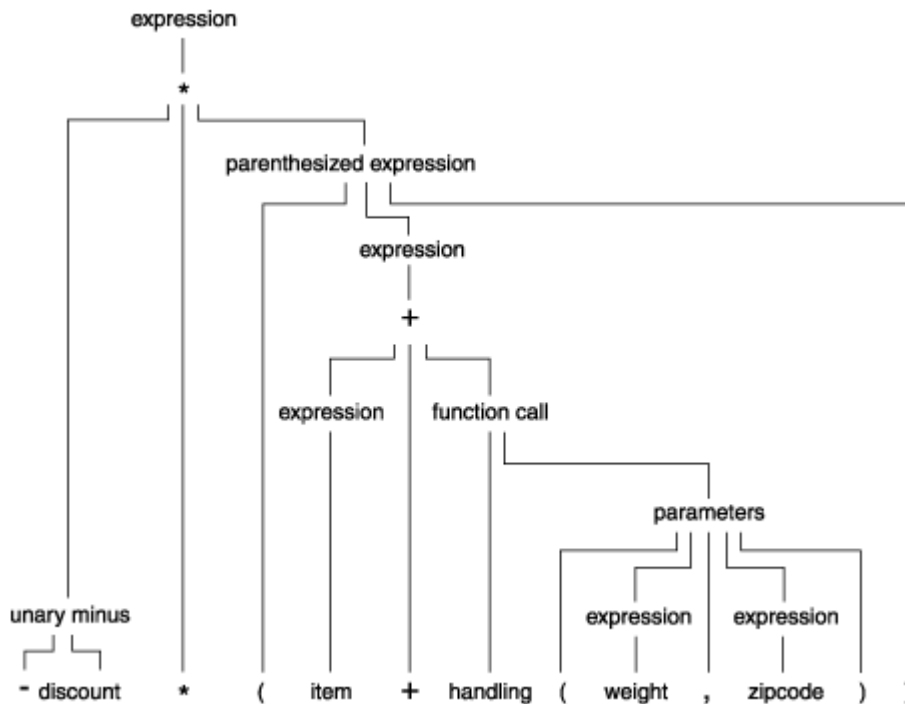 expression
*
parenthesized expression
expression
+
expression function call
parameters
unary minus expression expression
- discount * ( item + handling ( weight , zipcode ) )